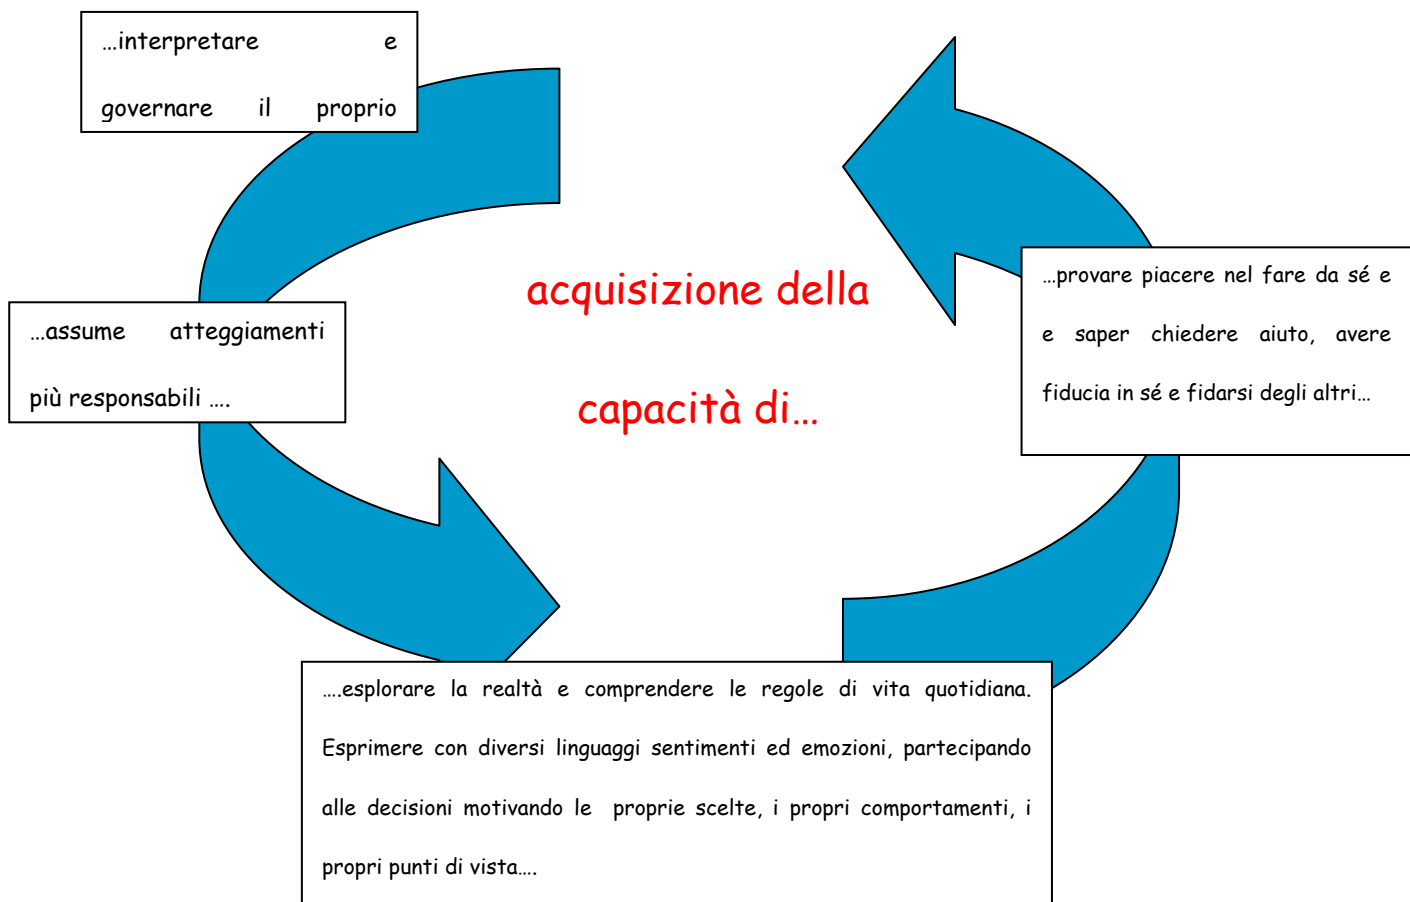 …interpretare e
governare il proprio
acquisizione della
capacità di…
…provare piacere nel fare da sé e
e saper chiedere aiuto, avere
fiducia in sé e fidarsi degli altri…
…assume atteggiamenti
più responsabili ….
….esplorare la realtà e comprendere le regole di vita quotidiana.
Esprimere con diversi linguaggi sentimenti ed emozioni, partecipando
alle decisioni motivando le proprie scelte, i propri comportamenti, i
propri punti di vista….